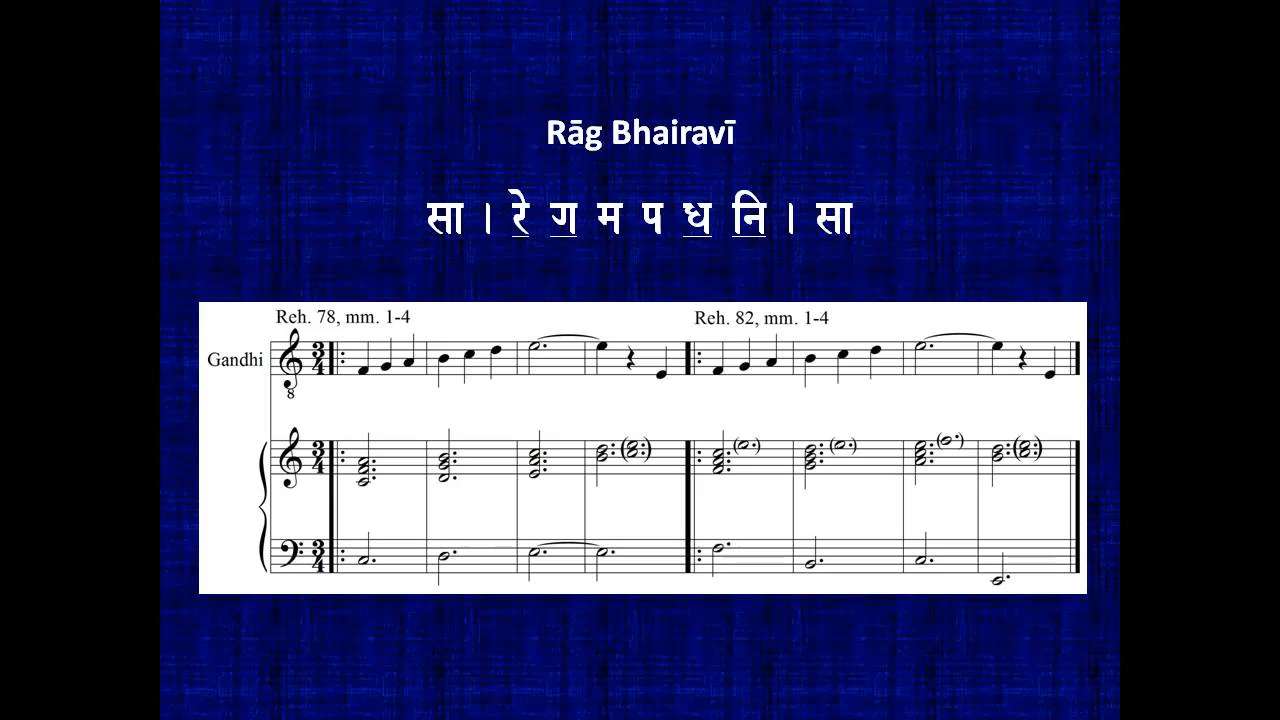 Rāg Bhairavī
सा । रे॒ ग॒ म प ध॒ नि॒ । सा
Reh. 78, mm. 1-4 Reh. 82, mm. 1-4
Gandhi
8